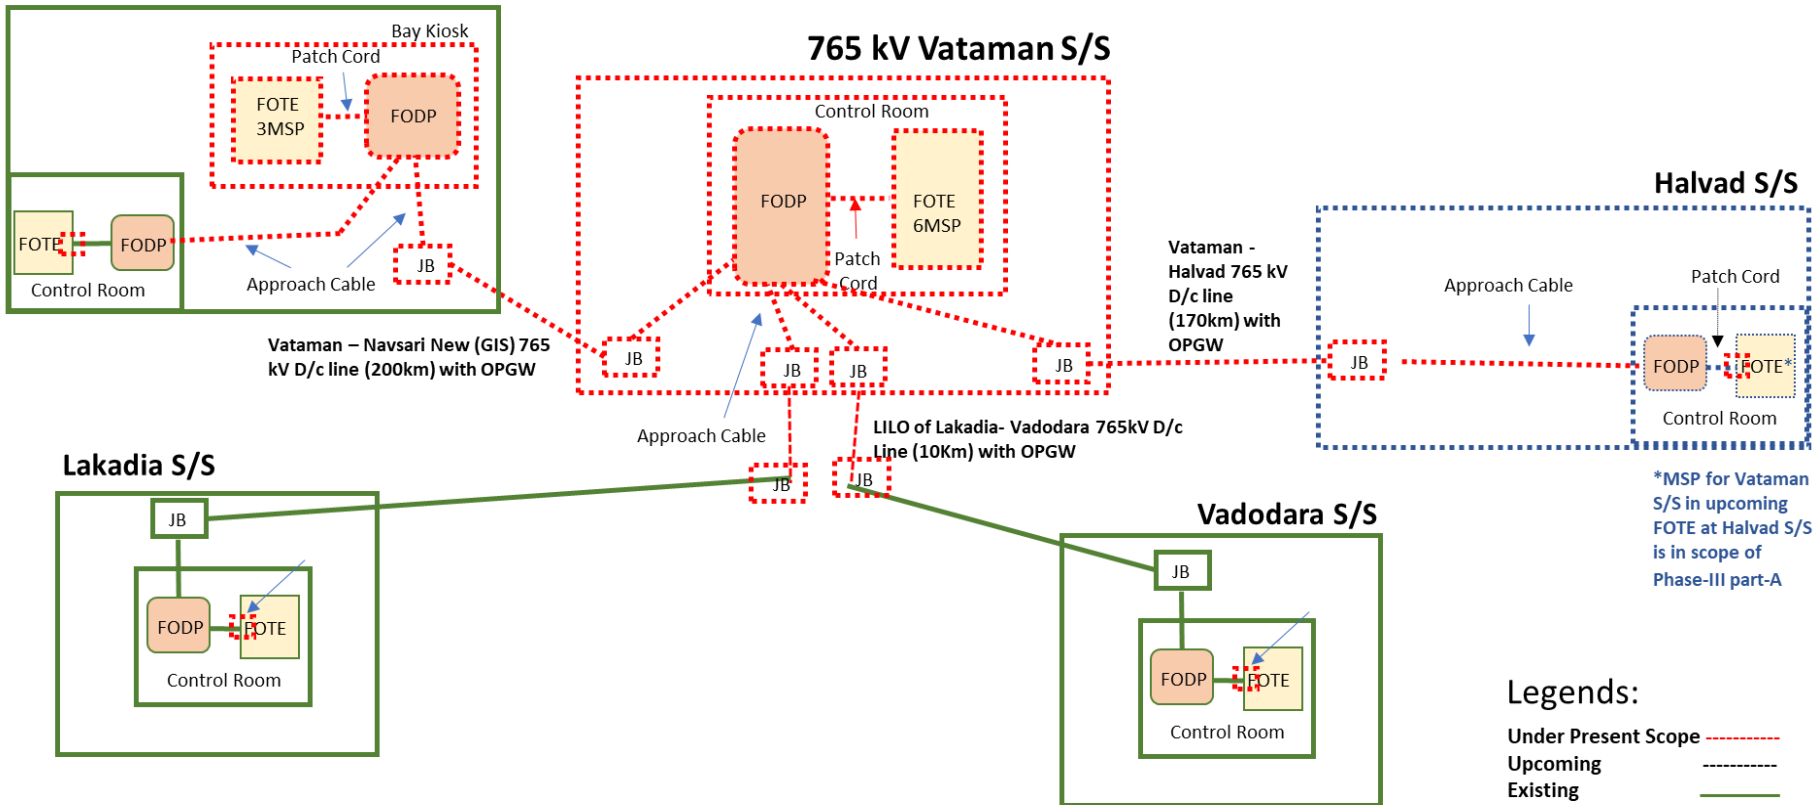 Bay Kiosk
Patch Cord
FOTE
3MSP
FODP
FOTE
FODP
Control Room
Approach Cable
JB
Vataman – Navsari New (GIS) 765
kV D/c line (200km) with OPGW
765 kV Vataman S/S
Control Room
FODP
FOTE
6MSP
Patch
Cord
JB
JB
JB
JB
Approach Cable
LILO of Lakadia- Vadodara 765kV D/c
Line (10Km) with OPGW
JB
JB
Vataman -
Halvad 765 kV
D/c line
(170km) with
OPGW
Halvad S/S
Approach Cable
Patch Cord
JB
FODP
FOTE*
Control Room
*MSP for Vataman
S/S in upcoming
FOTE at Halvad S/S
is in scope of
Phase-III part-A
Lakadia S/S
JB
FODP
FOTE
Control Room
Vadodara S/S
JB
FODP
FOTE
Control Room
Legends:
Under Present Scope
Upcoming
Existing